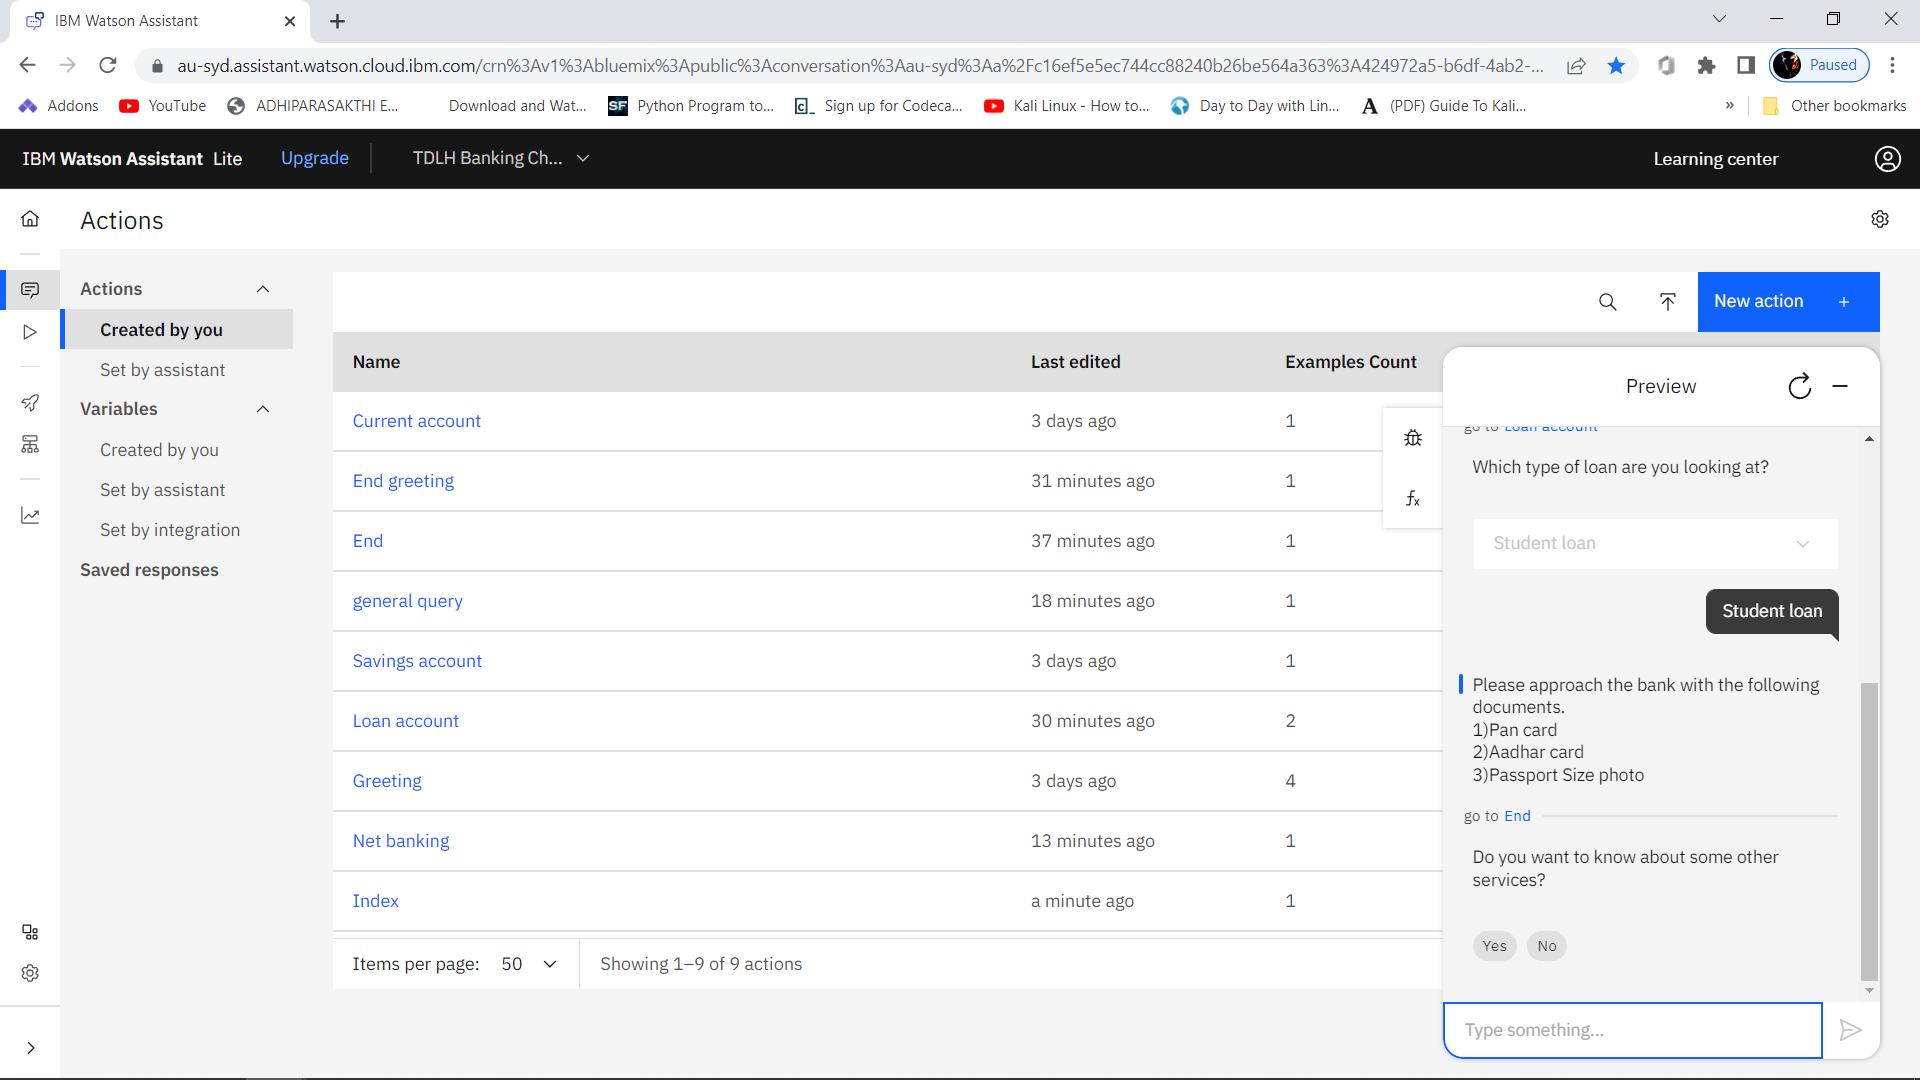 IBM Watson Assistant
au-syd.assistant.watson.cloud.ibm.com/crn%3Av1%3Abluemix%3Apublic%3Aconversation%3Aau-syd%3Aa%2Fc16ef5e5ec744cc88240b26be564a363%3A424972a5-b6df-4ab2-...
Paused
Addons
YouTube
ADHIPARASAKTHI E...
Download and Wat...
SF Python Program to...
c_ Sign up for Codeca...
Kali Linux - How to...
Day to Day with Lin...
A (PDF) Guide To Kali...
»
Other bookmarks
IBM Watson Assistant Lite
Upgrade
TDLH Banking Ch...
Learning center
Actions
Actions
Created by you
Set by assistant
Variables
Created by you
Set by assistant
Set by integration
Saved responses
New action +
Name Last edited Examples Count
Current account 3 days ago 1
End greeting 31 minutes ago 1
End 37 minutes ago 1
general query 18 minutes ago 1
Savings account 3 days ago 1
Loan account 30 minutes ago 2
Greeting 3 days ago 4
Net banking 13 minutes ago 1
Index a minute ago 1
Items per page: 50
Showing 1–9 of 9 actions
Preview
fx
go to Loan account
Which type of loan are you looking at?
Student loan
Student loan
Please approach the bank with the following
documents.
1)Pan card
2)Aadhar card
3)Passport Size photo
go to End
Do you want to know about some other
services?
Yes No
Type something...